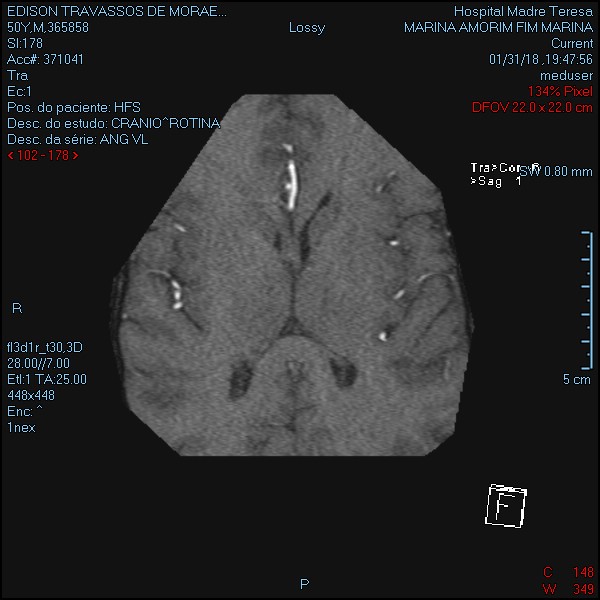 EDISON TRAVASSOS DE MORAE...
50Y,M,365858
Sl:178
Acc#: 371041
Tra
Ec:1
Pos. do paciente: HFS
Desc. do estudo: CRANIO^ROTINA
Desc. da série: ANG VL
< 102 - 178 >
Lossy
Hospital Madre Teresa
MARINA AMORIM FIM MARINA
Current
01/31/18 ,19:47:56
meduser
134% Pixel
DFOV 22.0 x 22.0 cm
Tra>Cor
SW 0.80 mm
>Sag 1
R
fl3d1r_t30,3D
28.00//7.00
Etl:1 TA:25.00
448x448
Enc: ^
1nex
5 cm
F
P
C 148
W 349